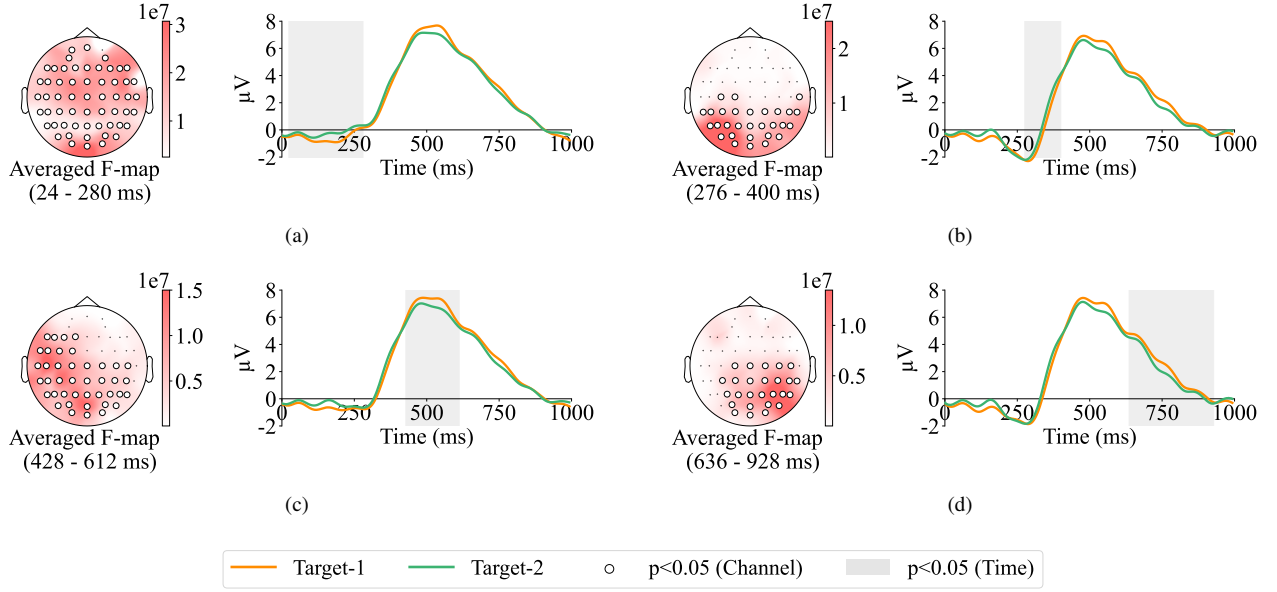 1e7
3
2
1
Averaged F-map
(24 - 280 ms)
μV
8
6
4
2
0
-2
0
250
500
750
1000
Time (ms)
(a)
1e7
2
1
Averaged F-map
(276 - 400 ms)
μV
8
6
4
2
0
-2
0
250
500
750
1000
Time (ms)
(b)
1e7
1.5
1.0
0.5
Averaged F-map
(428 - 612 ms)
μV
8
6
4
2
0
-2
0
250
500
750
1000
Time (ms)
(c)
1e7
1.0
0.5
Averaged F-map
(636 - 928 ms)
μV
8
6
4
2
0
-2
0
250
500
750
1000
Time (ms)
(d)
Target-1 Target-2 p<0.05 (Channel) p<0.05 (Time)